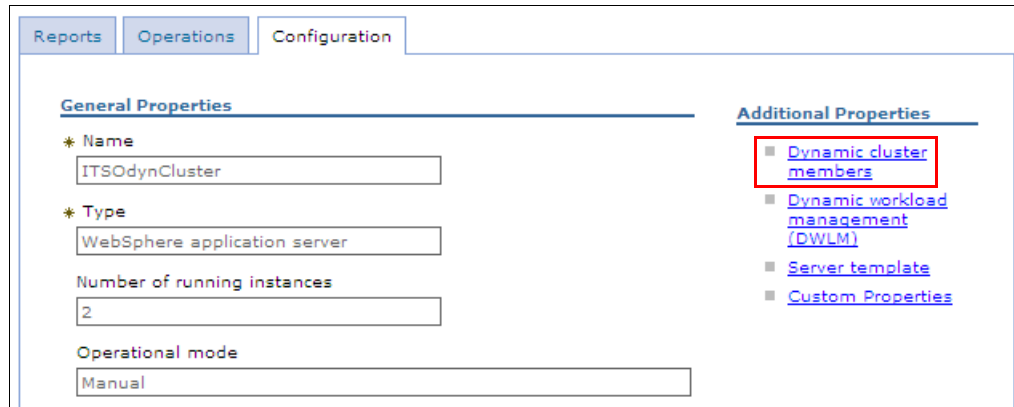 Reports Operations Configuration
General Properties
* Name
ITSOdynCluster
* Type
WebSphere application server
Number of running instances
2
Operational mode
Manual
Additional Properties
Dynamic cluster
members
Dynamic workload
management
(DWLM)
Server template
Custom Properties